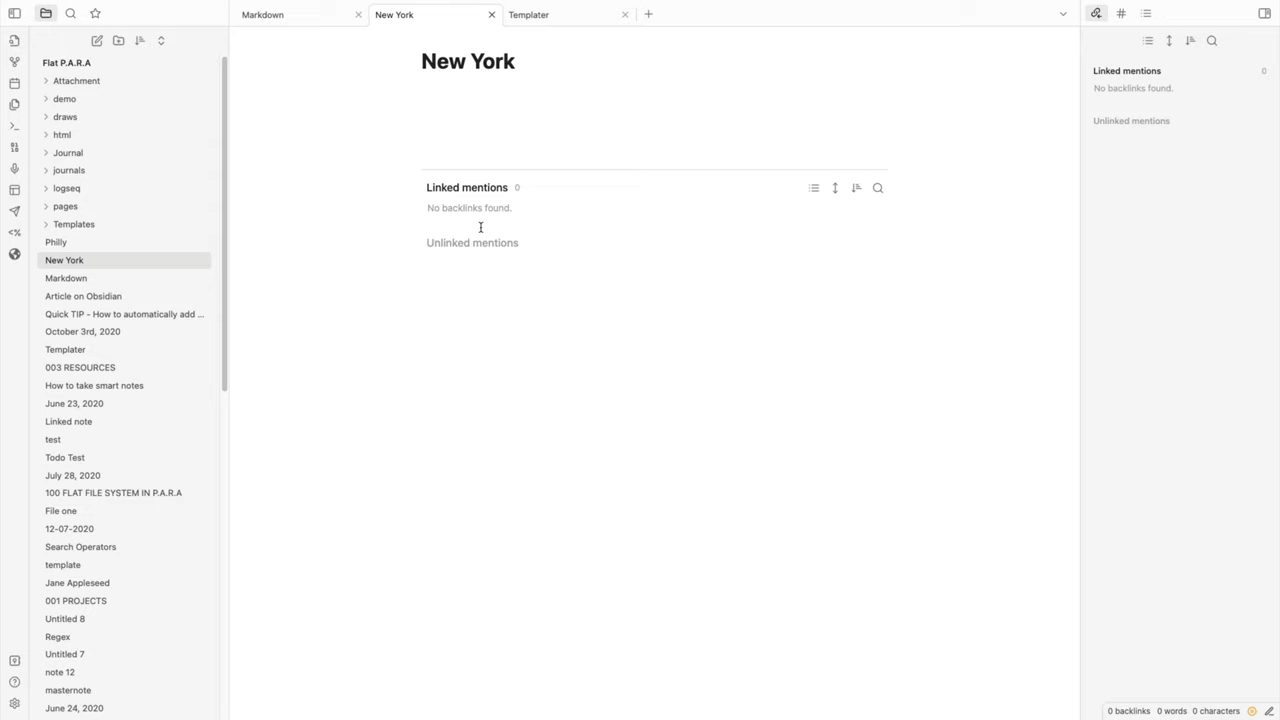 Markdown
New York
Templater
Flat P.A.R.A
Attachment
demo
draws
html
Journal
journals
logseq
pages
Templates
Philly
New York
Markdown
Article on Obsidian
Quick TIP - How to automatically add ...
October 3rd, 2020
Templater
003 RESOURCES
How to take smart notes
June 23, 2020
Linked note
test
Todo Test
July 28, 2020
100 FLAT FILE SYSTEM IN P.A.R.A
File one
12-07-2020
Search Operators
template
Jane Appleseed
001 PROJECTS
Untitled 8
Regex
Untitled 7
note 12
masternote
June 24, 2020
New York
Linked mentions 0
No backlinks found.
Unlinked mentions
Linked mentions 0
No backlinks found.
Unlinked mentions
0 backlinks 0 words 0 characters